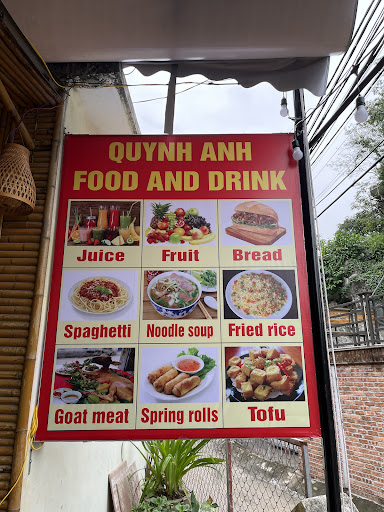 QUYNH ANH
FOOD AND DRINK
Juice
Fruit
Bread
Spaghetti
Noodle soup
Fried rice
Goat meat
Spring rolls
Tofu